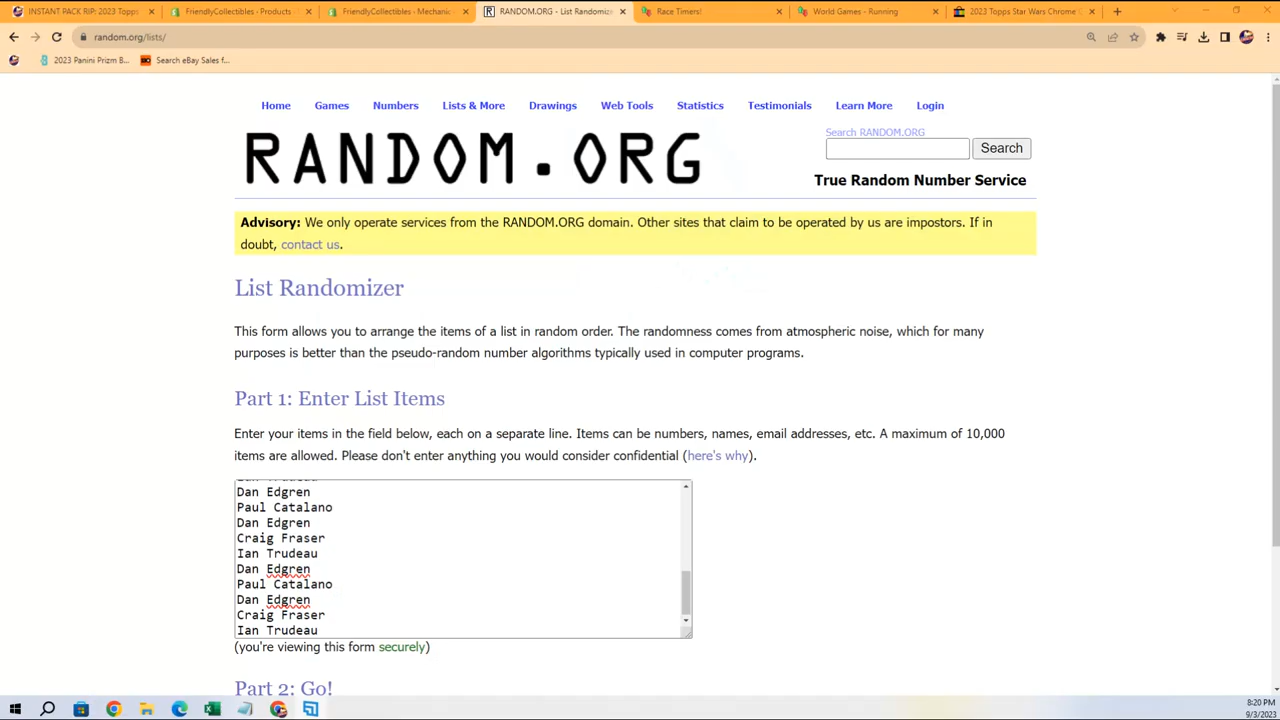 INSTANT PACK RIP: 2023 Topps
FriendlyCollectibles - Products
FriendlyCollectibles - Mechanic
RANDOM.ORG - List Randomize
Race Timers!
World Games - Running
2023 Topps Star Wars Chrome
random.org/lists/
2023 Panini Prizm B...
Search eBay Sales f...
Home Games Numbers Lists & More Drawings Web Tools Statistics Testimonials Learn More Login
RANDOM.ORG
Search RANDOM.ORG
Search
True Random Number Service
Advisory: We only operate services from the RANDOM.ORG domain. Other sites that claim to be operated by us are impostors. If in
doubt, contact us.
List Randomizer
This form allows you to arrange the items of a list in random order. The randomness comes from atmospheric noise, which for many
purposes is better than the pseudo-random number algorithms typically used in computer programs.
Part 1: Enter List Items
Enter your items in the field below, each on a separate line. Items can be numbers, names, email addresses, etc. A maximum of 10,000
items are allowed. Please don't enter anything you would consider confidential (here's why).
Dan Edgren
Paul Catalano
Dan Edgren
Craig Fraser
Ian Trudeau
Dan Edgren
Paul Catalano
Dan Edgren
Craig Fraser
Ian Trudeau
(you're viewing this form securely)
Part 2: Go!
8:20 PM
9/3/2023